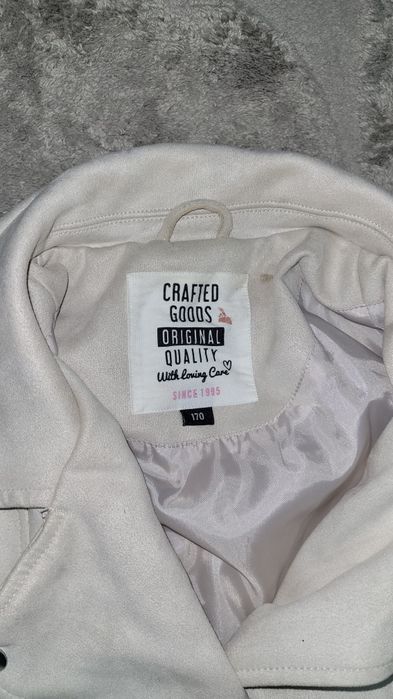 CRAFTED
GOODS
ORIGINAL
QUALITY
With Loving Care
SINCE 1995
170